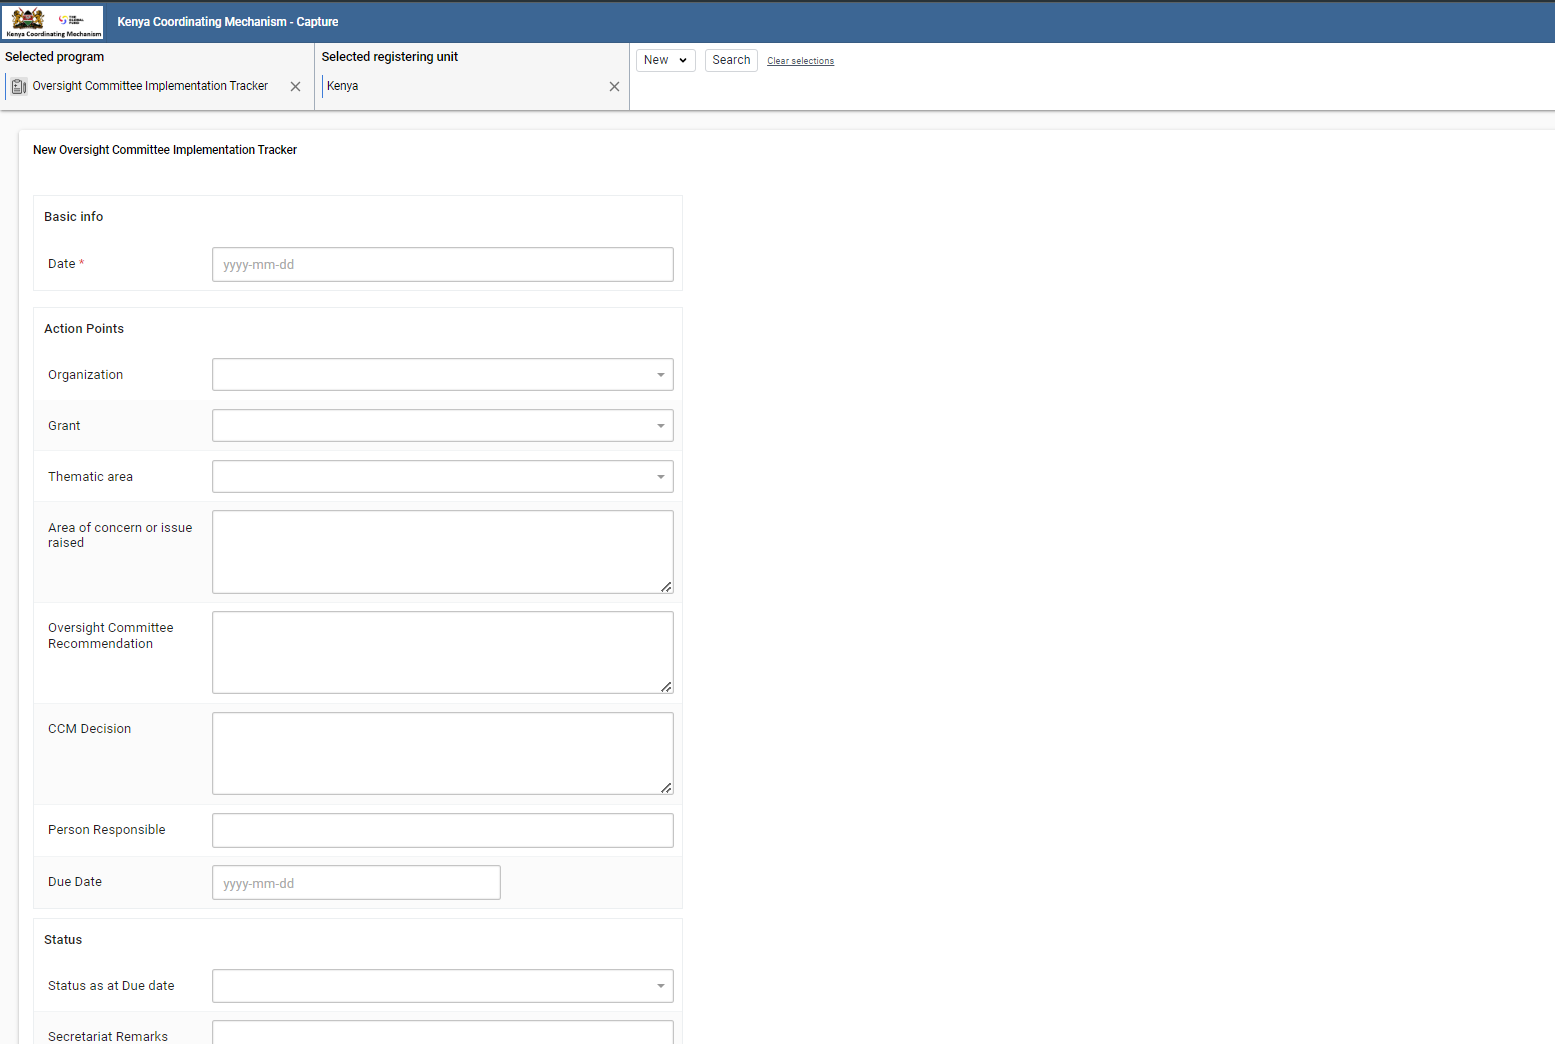 THE GLOBAL FUND
Kenya Coordinating Mechanism
Kenya Coordinating Mechanism - Capture
Selected program
Oversight Committee Implementation Tracker
Selected registering unit
Kenya
New
Search
Clear selections
New Oversight Committee Implementation Tracker
Basic info
Date *
yyyy-mm-dd
Action Points
Organization
Grant
Thematic area
Area of concern or issue
raised
Oversight Committee
Recommendation
CCM Decision
Person Responsible
Due Date
yyyy-mm-dd
Status
Status as at Due date
Secretariat Remarks